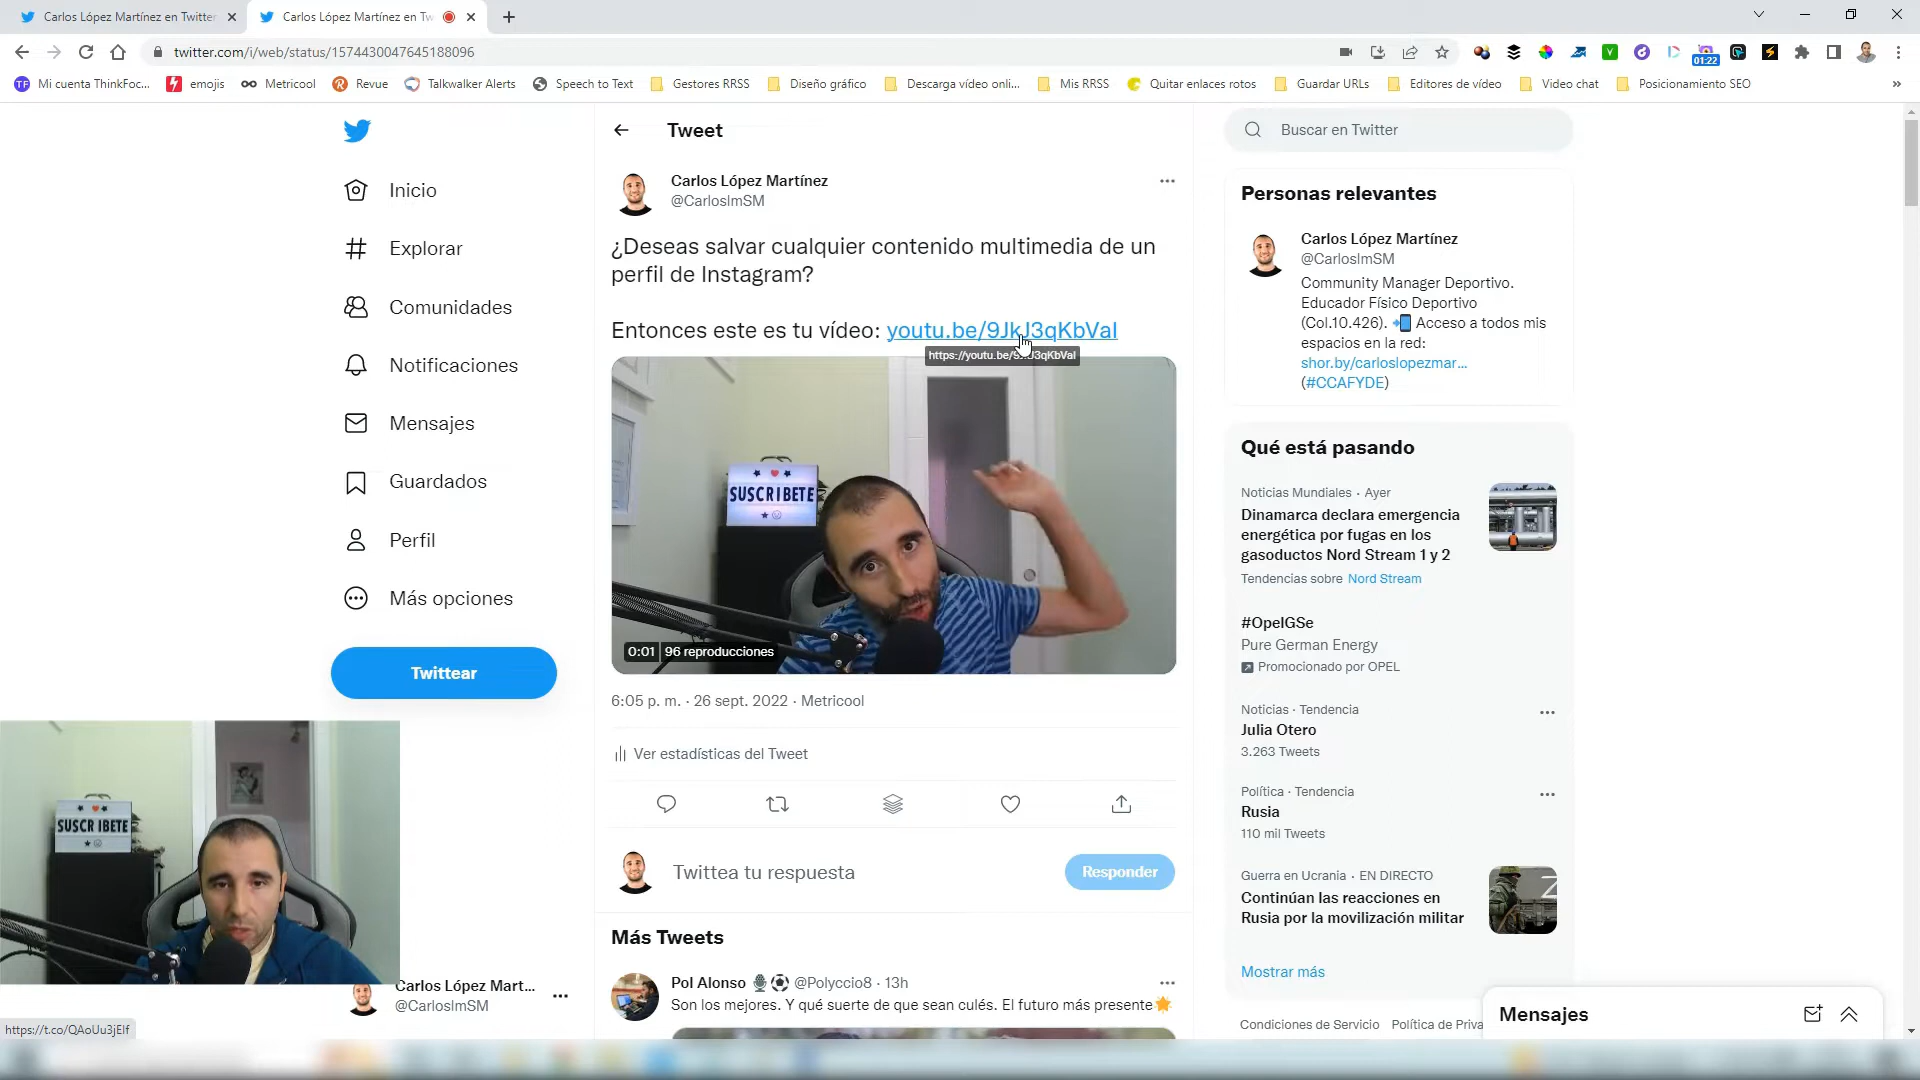 Carlos López Martínez en Twitter
Carlos López Martínez en Tw
twitter.com/i/web/status/1574430047645188096
01:22
TF Mi cuenta ThinkFoc...
emojis
Metricool
Revue
Talkwalker Alerts
Speech to Text
Gestores RRSS
Diseño gráfico
Descarga vídeo onli...
Mis RRSS
Quitar enlaces rotos
Guardar URLs
Editores de vídeo
Video chat
Posicionamiento SEO
Inicio
Explorar
Comunidades
Notificaciones
Mensajes
Guardados
Perfil
Más opciones
Twittear
SUSCRIBETE
Carlos López Mart...
@CarloslmSM
https://t.co/QAoUu3jElf
Tweet
Carlos López Martínez
@CarloslmSM
¿Deseas salvar cualquier contenido multimedia de un
perfil de Instagram?
Entonces este es tu vídeo: youtu.be/9JkJ3qKbVaI
SUSCRIBETE
0:01 96 reproducciones
6:05 p. m. · 26 sept. 2022 · Metricool
Ver estadísticas del Tweet
Twittea tu respuesta
Responder
Más Tweets
Pol Alonso @Polyccio8 · 13h
Son los mejores. Y qué suerte de que sean culés. El futuro más presente
Buscar en Twitter
Personas relevantes
Carlos López Martínez
@CarloslmSM
Community Manager Deportivo.
Educador Físico Deportivo
(Col.10.426). Acceso a todos mis
espacios en la red:
shor.by/carloslopezmar...
(#CCAFYDE)
Qué está pasando
Noticias Mundiales · Ayer
Dinamarca declara emergencia
energética por fugas en los
gasoductos Nord Stream 1 y 2
Tendencias sobre Nord Stream
#OpelGSe
Pure German Energy
Promocionado por OPEL
Noticias · Tendencia
Julia Otero
3.263 Tweets
Política · Tendencia
Rusia
110 mil Tweets
Guerra en Ucrania · EN DIRECTO
Continúan las reacciones en
Rusia por la movilización militar
Mostrar más
Condiciones de Servicio Política de Priva
Mensajes